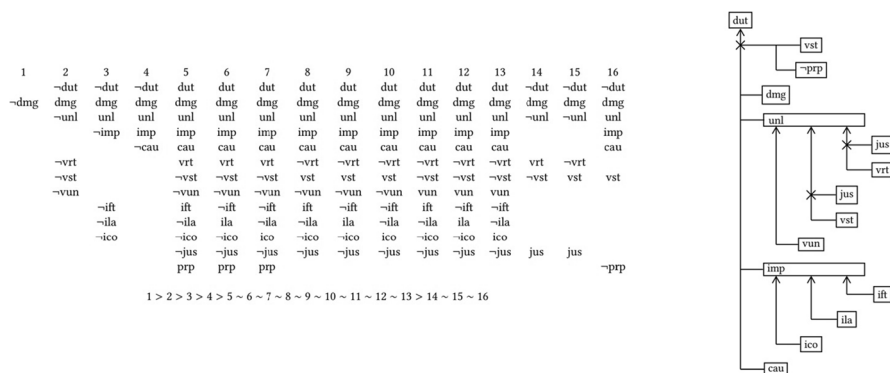 1 2 3 4 5 6 7 8 9 10 11 12 13 14 15 16
¬dut ¬dut ¬dut dut dut dut dut dut dut dut dut dut ¬dut ¬dut ¬dut
¬dmg dmg dmg dmg dmg dmg dmg dmg dmg dmg dmg dmg dmg dmg dmg dmg
¬unl unl unl unl unl unl unl unl unl unl unl unl ¬unl ¬unl unl
¬imp imp imp imp imp imp imp imp imp imp imp imp
¬cau cau cau cau cau cau cau cau cau cau cau
¬vrt vrt vrt vrt ¬vrt ¬vrt ¬vrt ¬vrt ¬vrt ¬vrt vrt ¬vrt
¬vst ¬vst ¬vst ¬vst vst vst vst ¬vst ¬vst ¬vst ¬vst vst vst
¬vun ¬vun ¬vun ¬vun ¬vun ¬vun ¬vun vun vun vun
¬ift ift ¬ift ¬ift ift ¬ift ¬ift ift ¬ift ¬ift
¬ila ¬ila ila ¬ila ¬ila ila ¬ila ¬ila ila ¬ila
¬ico ¬ico ¬ico ico ¬ico ¬ico ico ¬ico ¬ico ico
¬jus ¬jus ¬jus ¬jus ¬jus ¬jus ¬jus ¬jus ¬jus jus jus
prp prp prp ¬prp
1 > 2 > 3 > 4 > 5 ~ 6 ~ 7 ~ 8 ~ 9 ~ 10 ~ 11 ~ 12 ~ 13 > 14 ~ 15 ~ 16
dut
vst
¬prp
dmg
unl
jus
vrt
jus
vst
vun
imp
ift
ila
ico
cau